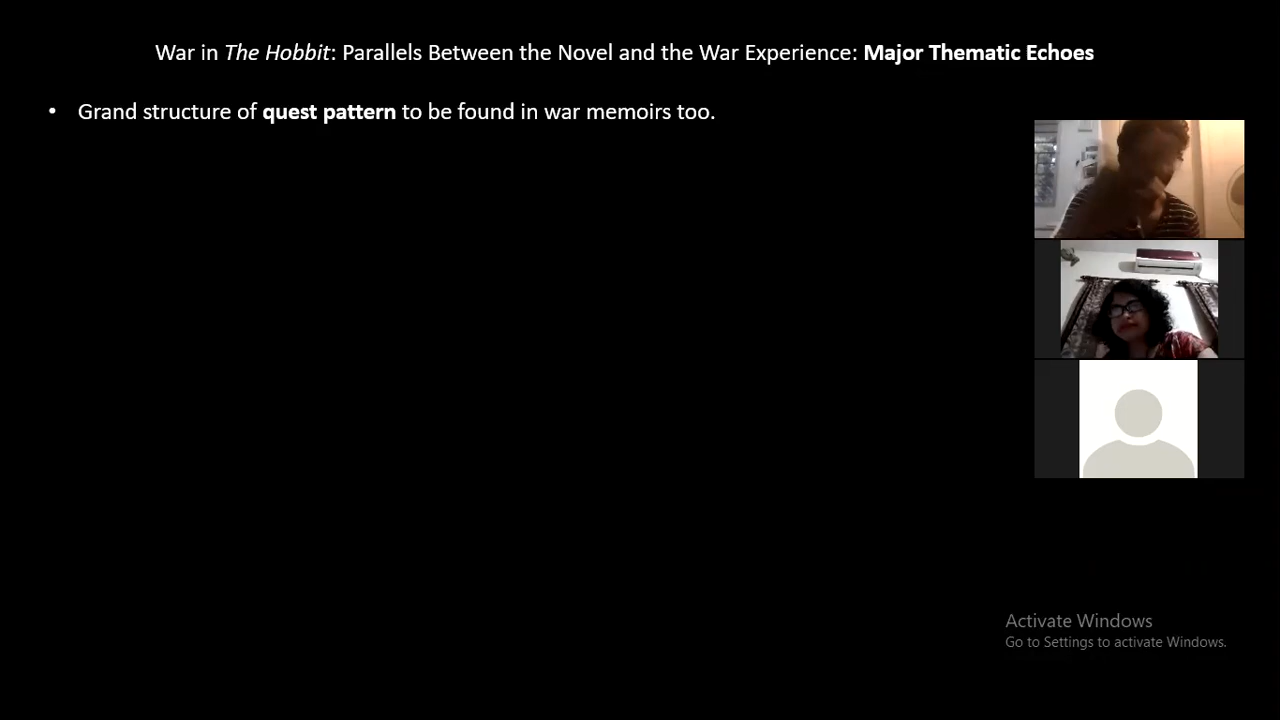 War in The Hobbit: Parallels Between the Novel and the War Experience: Major Thematic Echoes
• Grand structure of quest pattern to be found in war memoirs too.
Activate Windows
Go to Settings to activate Windows.